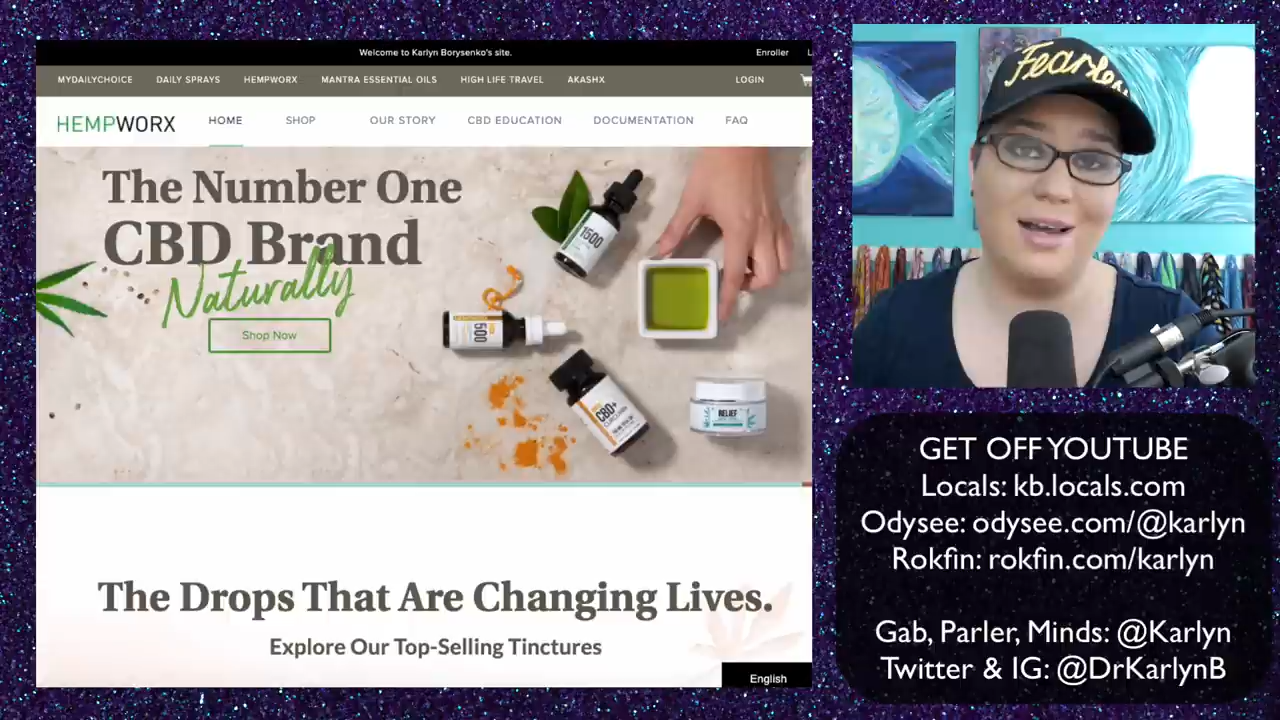 Welcome to Karlyn Borysenko's site.
Enroller
MYDAILYCHOICE DAILY SPRAYS HEMPWORX MANTRA ESSENTIAL OILS HIGH LIFE TRAVEL AKASHX LOGIN
HEMPWORX HOME SHOP OUR STORY CBD EDUCATION DOCUMENTATION FAQ
The Number One
CBD Brand
Naturally
Shop Now
1500
500
CBD+
RELIEF
The Drops That Are Changing Lives.
Explore Our Top-Selling Tinctures
English
GET OFF YOUTUBE
Locals: kb.locals.com
Odysee: odysee.com/@karlyn
Rokfin: rokfin.com/karlyn
Gab, Parler, Minds: @Karlyn
Twitter & IG: @DrKarlynB